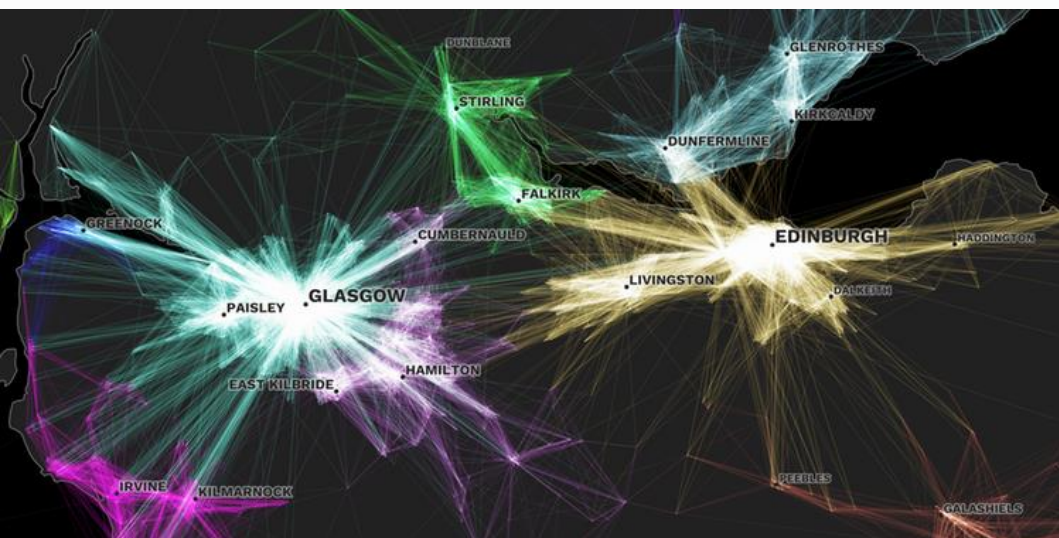 DUNBLANE
GLENROTHES
STIRLING
KIRKCALDY
DUNFERMLINE
FALKIRK
GREENOCK
CUMBERNAULD
EDINBURGH
HADDINGTON
LIVINGSTON
DALKEITH
GLASGOW
PAISLEY
HAMILTON
EAST KILBRIDE
PEEBLES
IRVINE
KILMARNOCK
GALASHIELS